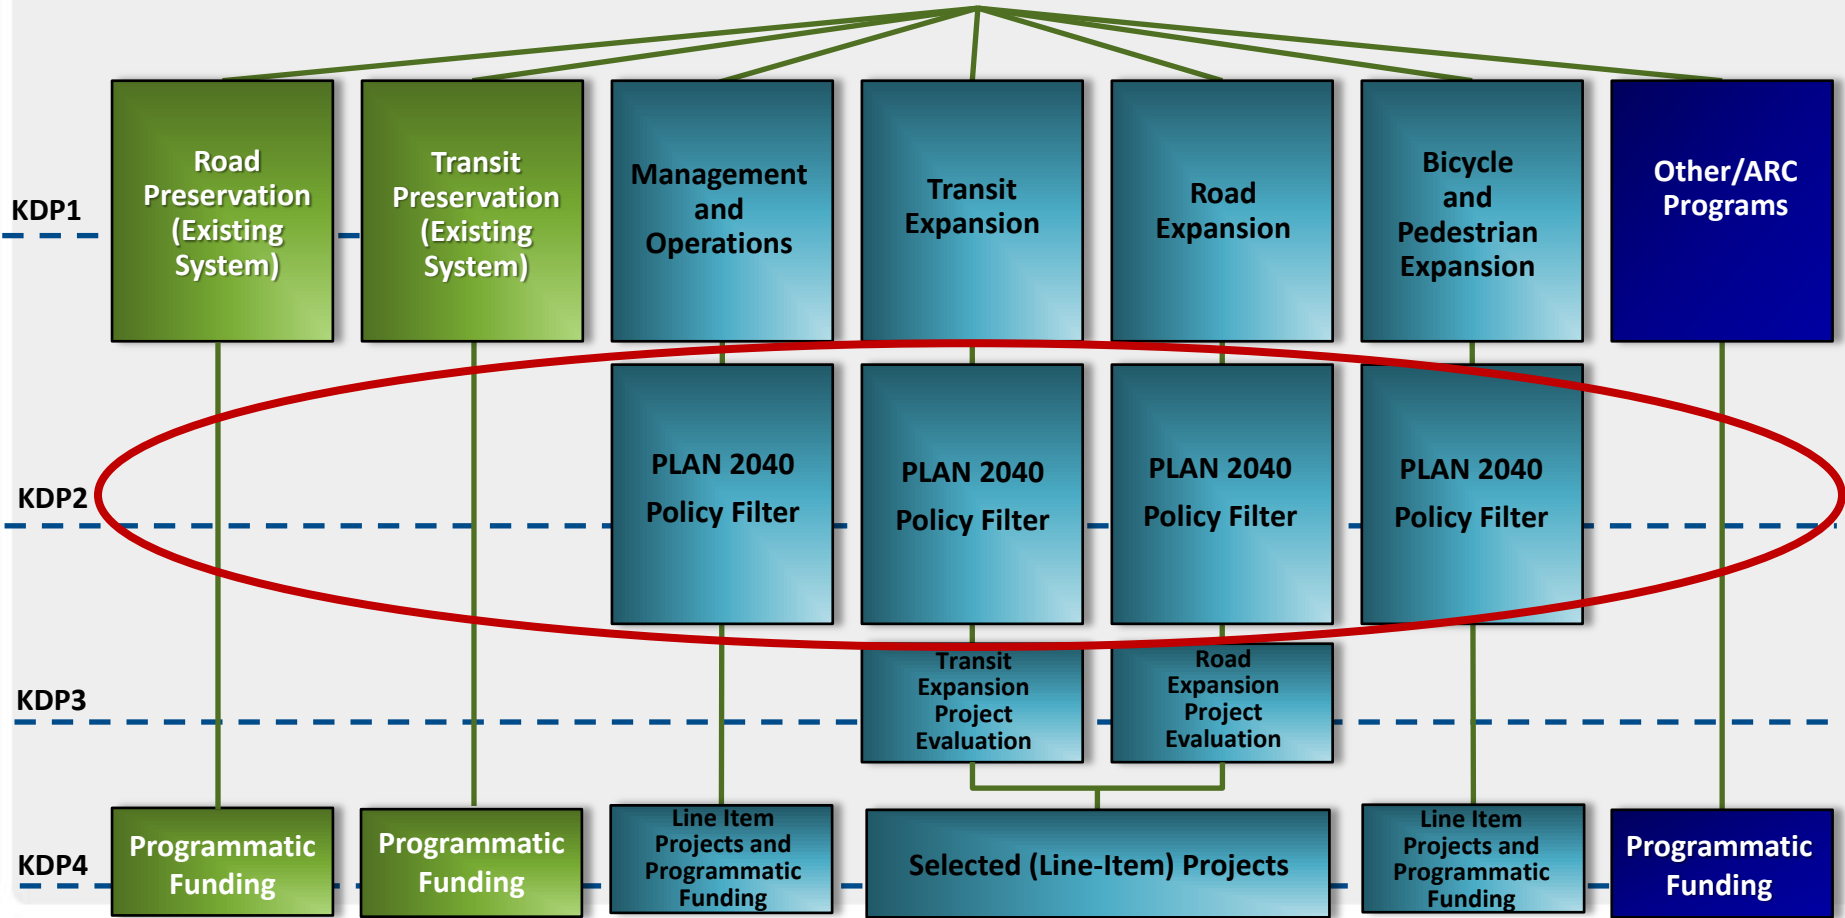 KDP1
Road
Preservation
(Existing
System)
Transit
Preservation
(Existing
System)
Management
and
Operations
Transit
Expansion
Road
Expansion
Bicycle
and
Pedestrian
Expansion
Other/ARC
Programs
KDP2
PLAN 2040
Policy Filter
PLAN 2040
Policy Filter
PLAN 2040
Policy Filter
PLAN 2040
Policy Filter
KDP3
Transit
Expansion
Project
Evaluation
Road
Expansion
Project
Evaluation
KDP4
Programmatic
Funding
Programmatic
Funding
Line Item
Projects and
Programmatic
Funding
Selected (Line-Item) Projects
Line Item
Projects and
Programmatic
Funding
Programmatic
Funding